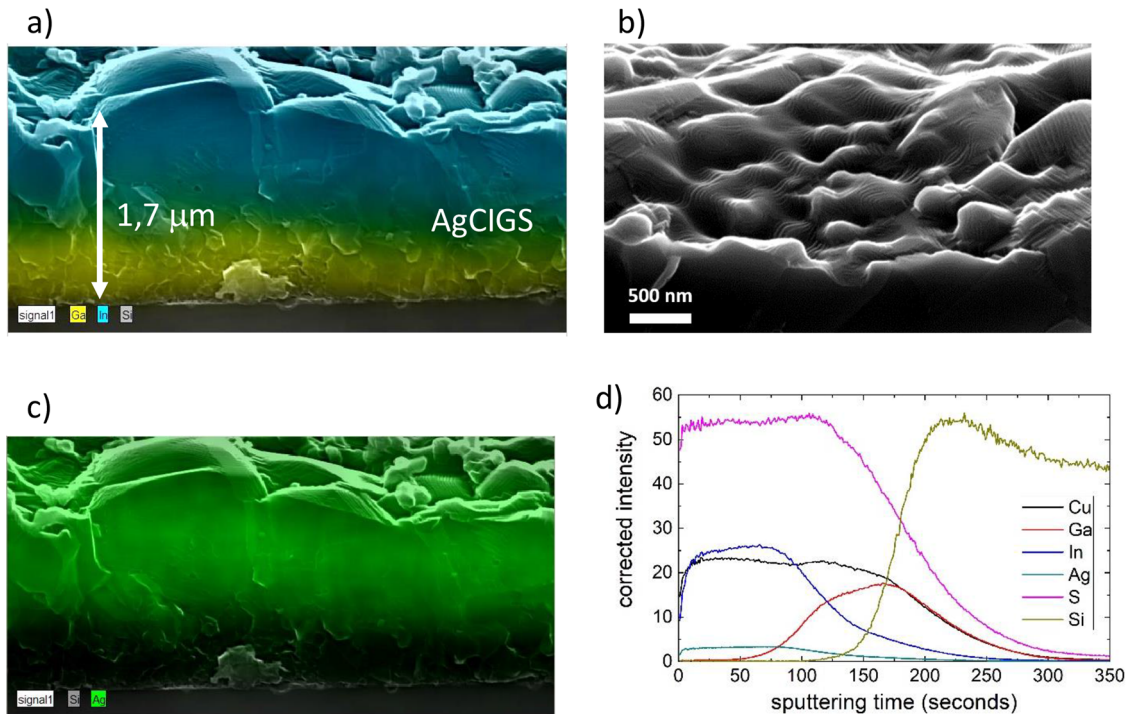 a)
1,7 µm
AgCIGS
signal1 Ga In Si
b)
500 nm
c)
signal1 Si Ag
d)
corrected intensity
60
50
40
30
20
10
0
0 50 100 150 200 250 300 350
sputtering time (seconds)
Cu
Ga
In
Ag
S
Si